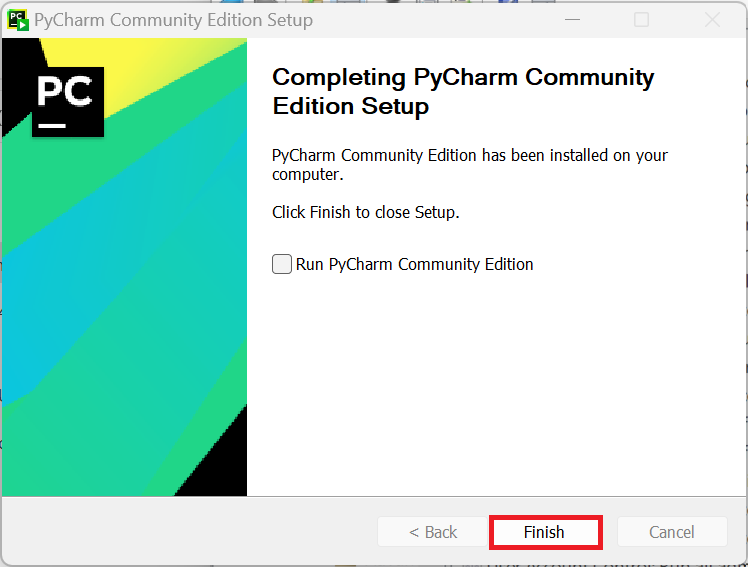 PyCharm Community Edition Setup
PC
Completing PyCharm Community
Edition Setup
PyCharm Community Edition has been installed on your
computer.
Click Finish to close Setup.
Run PyCharm Community Edition
< Back
Finish
Cancel